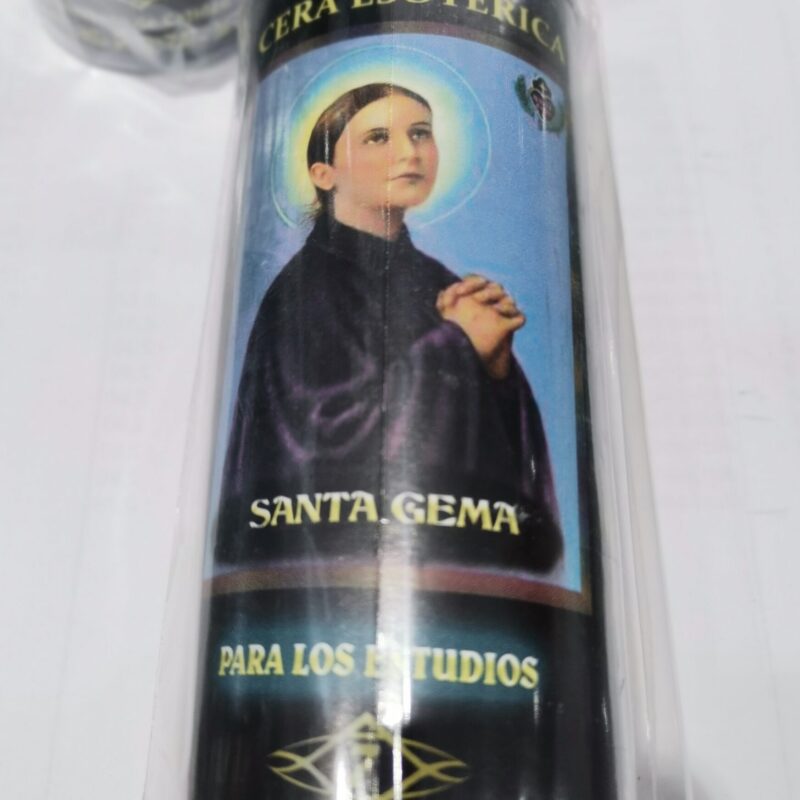 CERA ESOTERICA
SANTA GEMA
PARA LOS ESTUDIOS